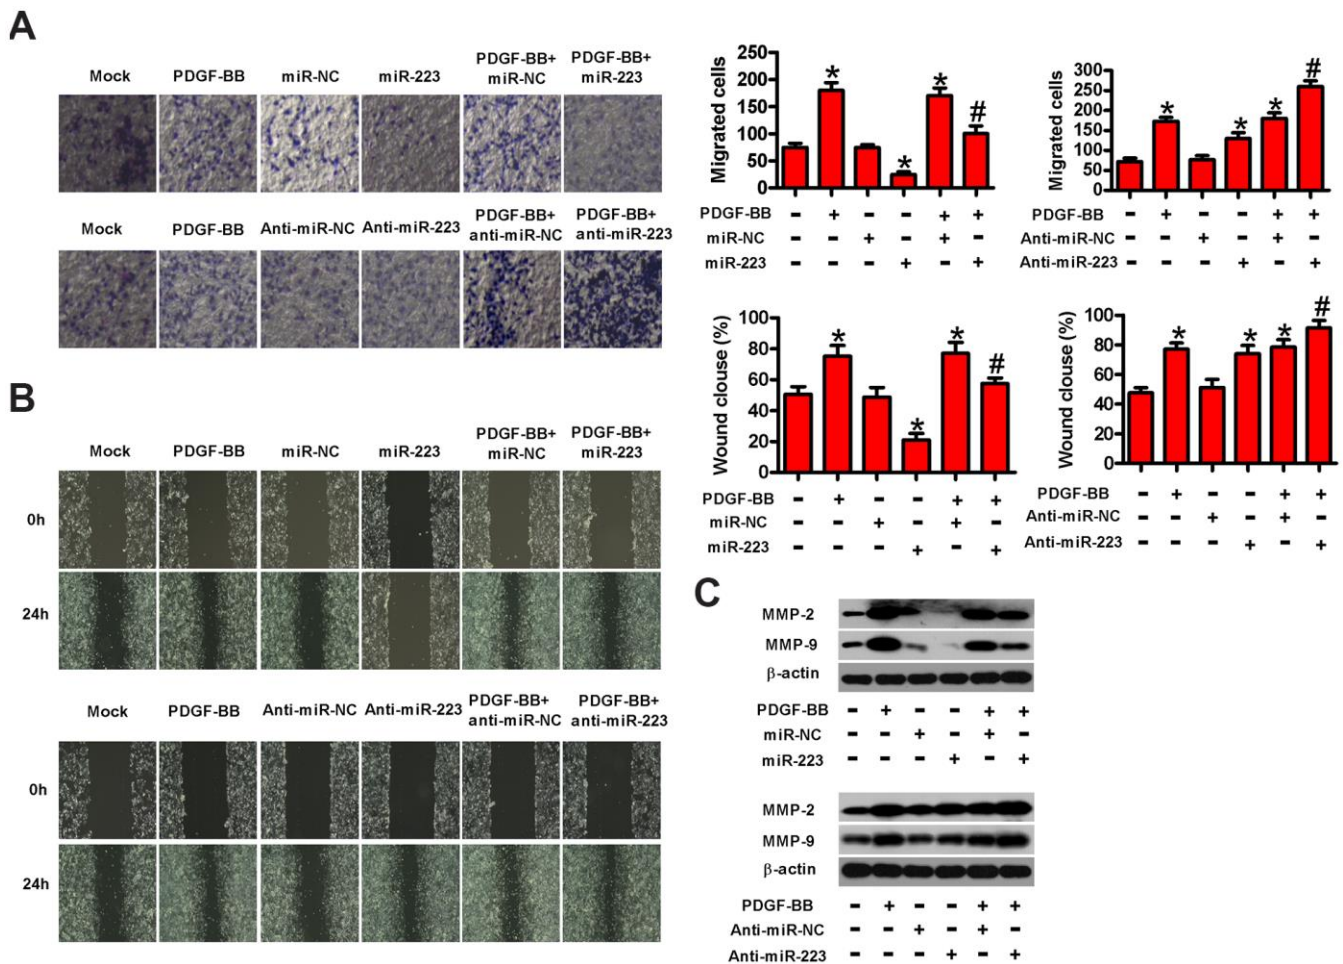 A
Mock PDGF-BB miR-NC miR-223 PDGF-BB+ miR-NC PDGF-BB+ miR-223
Mock PDGF-BB Anti-miR-NC Anti-miR-223 PDGF-BB+ anti-miR-NC PDGF-BB+ anti-miR-223
Migrated cells
250
200
150
100
50
0
* * * #
PDGF-BB - + - - + +
miR-NC - - + - + -
miR-223 - - - + - +
Migrated cells
300
250
200
150
100
50
0
* * * #
PDGF-BB - + - - + +
Anti-miR-NC - - + - + -
Anti-miR-223 - - - + - +
Wound clouse (%)
100
80
60
40
20
0
* * * #
PDGF-BB - + - - + +
miR-NC - - + - + -
miR-223 - - - + - +
Wound clouse (%)
100
80
60
40
20
0
* * * #
PDGF-BB - + - - + +
Anti-miR-NC - - + - + -
Anti-miR-223 - - - + - +
B
Mock PDGF-BB miR-NC miR-223 PDGF-BB+ miR-NC PDGF-BB+ miR-223
0h
24h
Mock PDGF-BB Anti-miR-NC Anti-miR-223 PDGF-BB+ anti-miR-NC PDGF-BB+ anti-miR-223
0h
24h
C
MMP-2
MMP-9
β-actin
PDGF-BB - + - - + +
miR-NC - - + - + -
miR-223 - - - + - +
MMP-2
MMP-9
β-actin
PDGF-BB - + - - + +
Anti-miR-NC - - + - + -
Anti-miR-223 - - - + - +